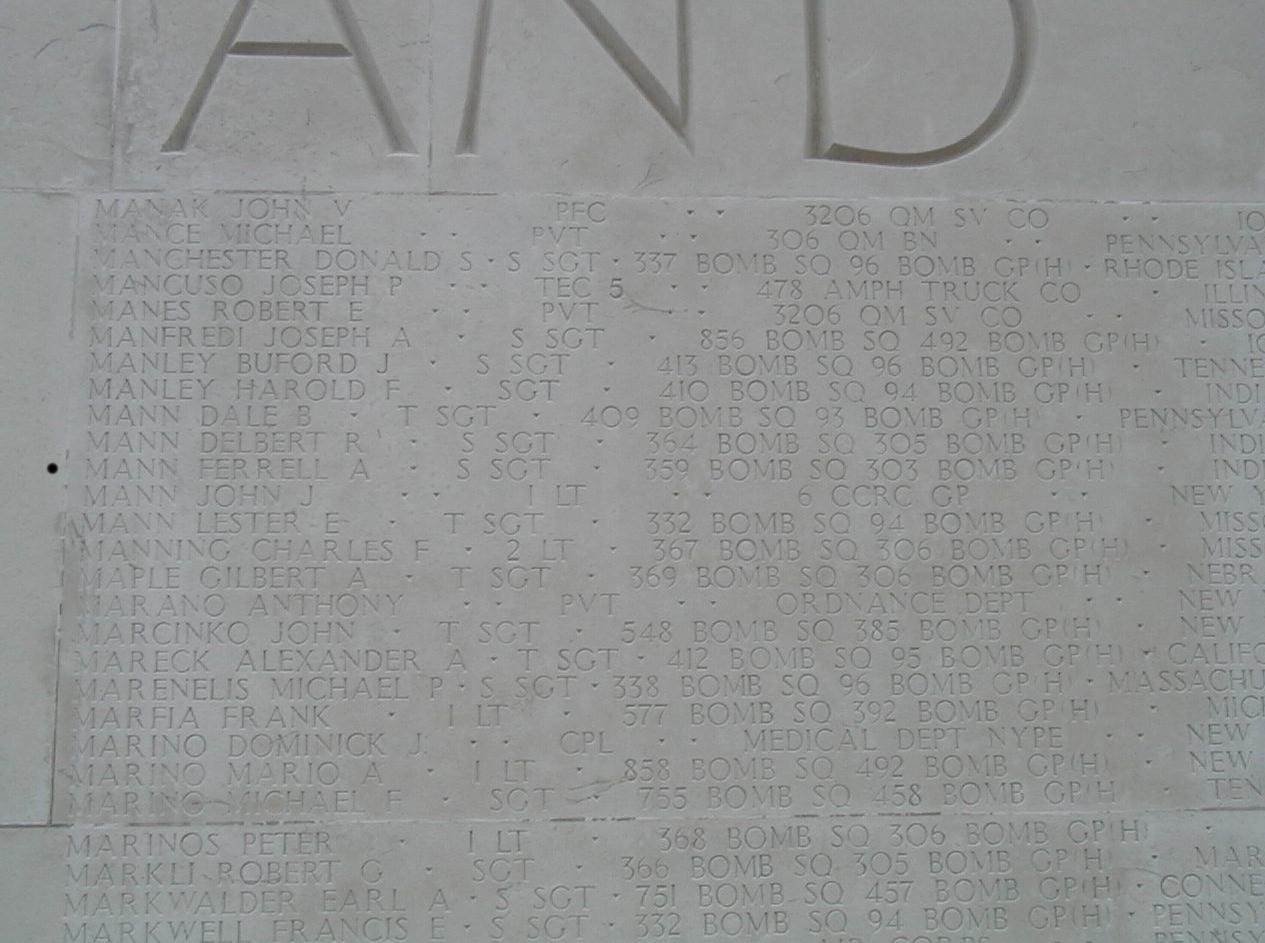 AND
MANAK JOHN V · · PFC · · 3206 QM SV CO · · IO
MANCE MICHAEL · · PVT · · 306 QM BN · · PENNSYLVA
MANCHESTER DONALD S · S SGT · 337 BOMB SQ 96 BOMB GP(H) · RHODE ISLA
MANCUSO JOSEPH P · · TEC 5 · · 478 AMPH TRUCK CO · ILLIN
MANES ROBERT E · · PVT · · 3206 QM SV CO · · MISSO
MANFREDI JOSEPH A · S SGT · 856 BOMB SQ 492 BOMB GP(H) · IO
MANLEY BUFORD J · S SGT · 413 BOMB SQ 96 BOMB GP(H) · TENNE
MANLEY HAROLD F · SGT · 410 BOMB SQ 94 BOMB GP(H) · INDI
MANN DALE B · T SGT · 409 BOMB SQ 93 BOMB GP(H) · PENNSYLVA
MANN DELBERT R · S SGT · 364 BOMB SQ 305 BOMB GP(H) · INDI
MANN FERRELL A · S SGT · 359 BOMB SQ 303 BOMB GP(H) · INDI
MANN JOHN J · · 1 LT · · 6 CCRC GP · · NEW Y
MANN LESTER E · T SGT · 332 BOMB SQ 94 BOMB GP(H) · MISSO
MANNING CHARLES F · 2 LT · 367 BOMB SQ 306 BOMB GP(H) · MISS
MAPLE GILBERT A · T SGT · 369 BOMB SQ 306 BOMB GP(H) · NEBR
MARANO ANTHONY · · PVT · · ORDNANCE DEPT · · NEW
MARCINKO JOHN · T SGT · 548 BOMB SQ 385 BOMB GP(H) · NEW
MARECK ALEXANDER A · T SGT · 412 BOMB SQ 95 BOMB GP(H) · CALIFO
MARENELIS MICHAEL P · S SGT · 338 BOMB SQ 96 BOMB GP(H) · MASSACHU
MARFIA FRANK · 1 LT · 577 BOMB SQ 392 BOMB GP(H) · MICH
MARINO DOMINICK J · · CPL · · MEDICAL DEPT NYPE · · NEW
MARINO MARIO A · 1 LT · 858 BOMB SQ 492 BOMB GP(H) · NEW
MARINO MICHAEL F · SGT · 755 BOMB SQ 458 BOMB GP(H) · TEN
MARINOS PETER · 1 LT · 368 BOMB SQ 306 BOMB GP(H) ·
MARKLI ROBERT G · SGT · 366 BOMB SQ 305 BOMB GP(H) · MAR
MARKWALDER EARL A · S SGT · 751 BOMB SQ 457 BOMB GP(H) · CONNE
MARKWELL FRANCIS E · S SGT · 332 BOMB SQ 94 BOMB GP(H) · PENNSY
CORPS PENNS